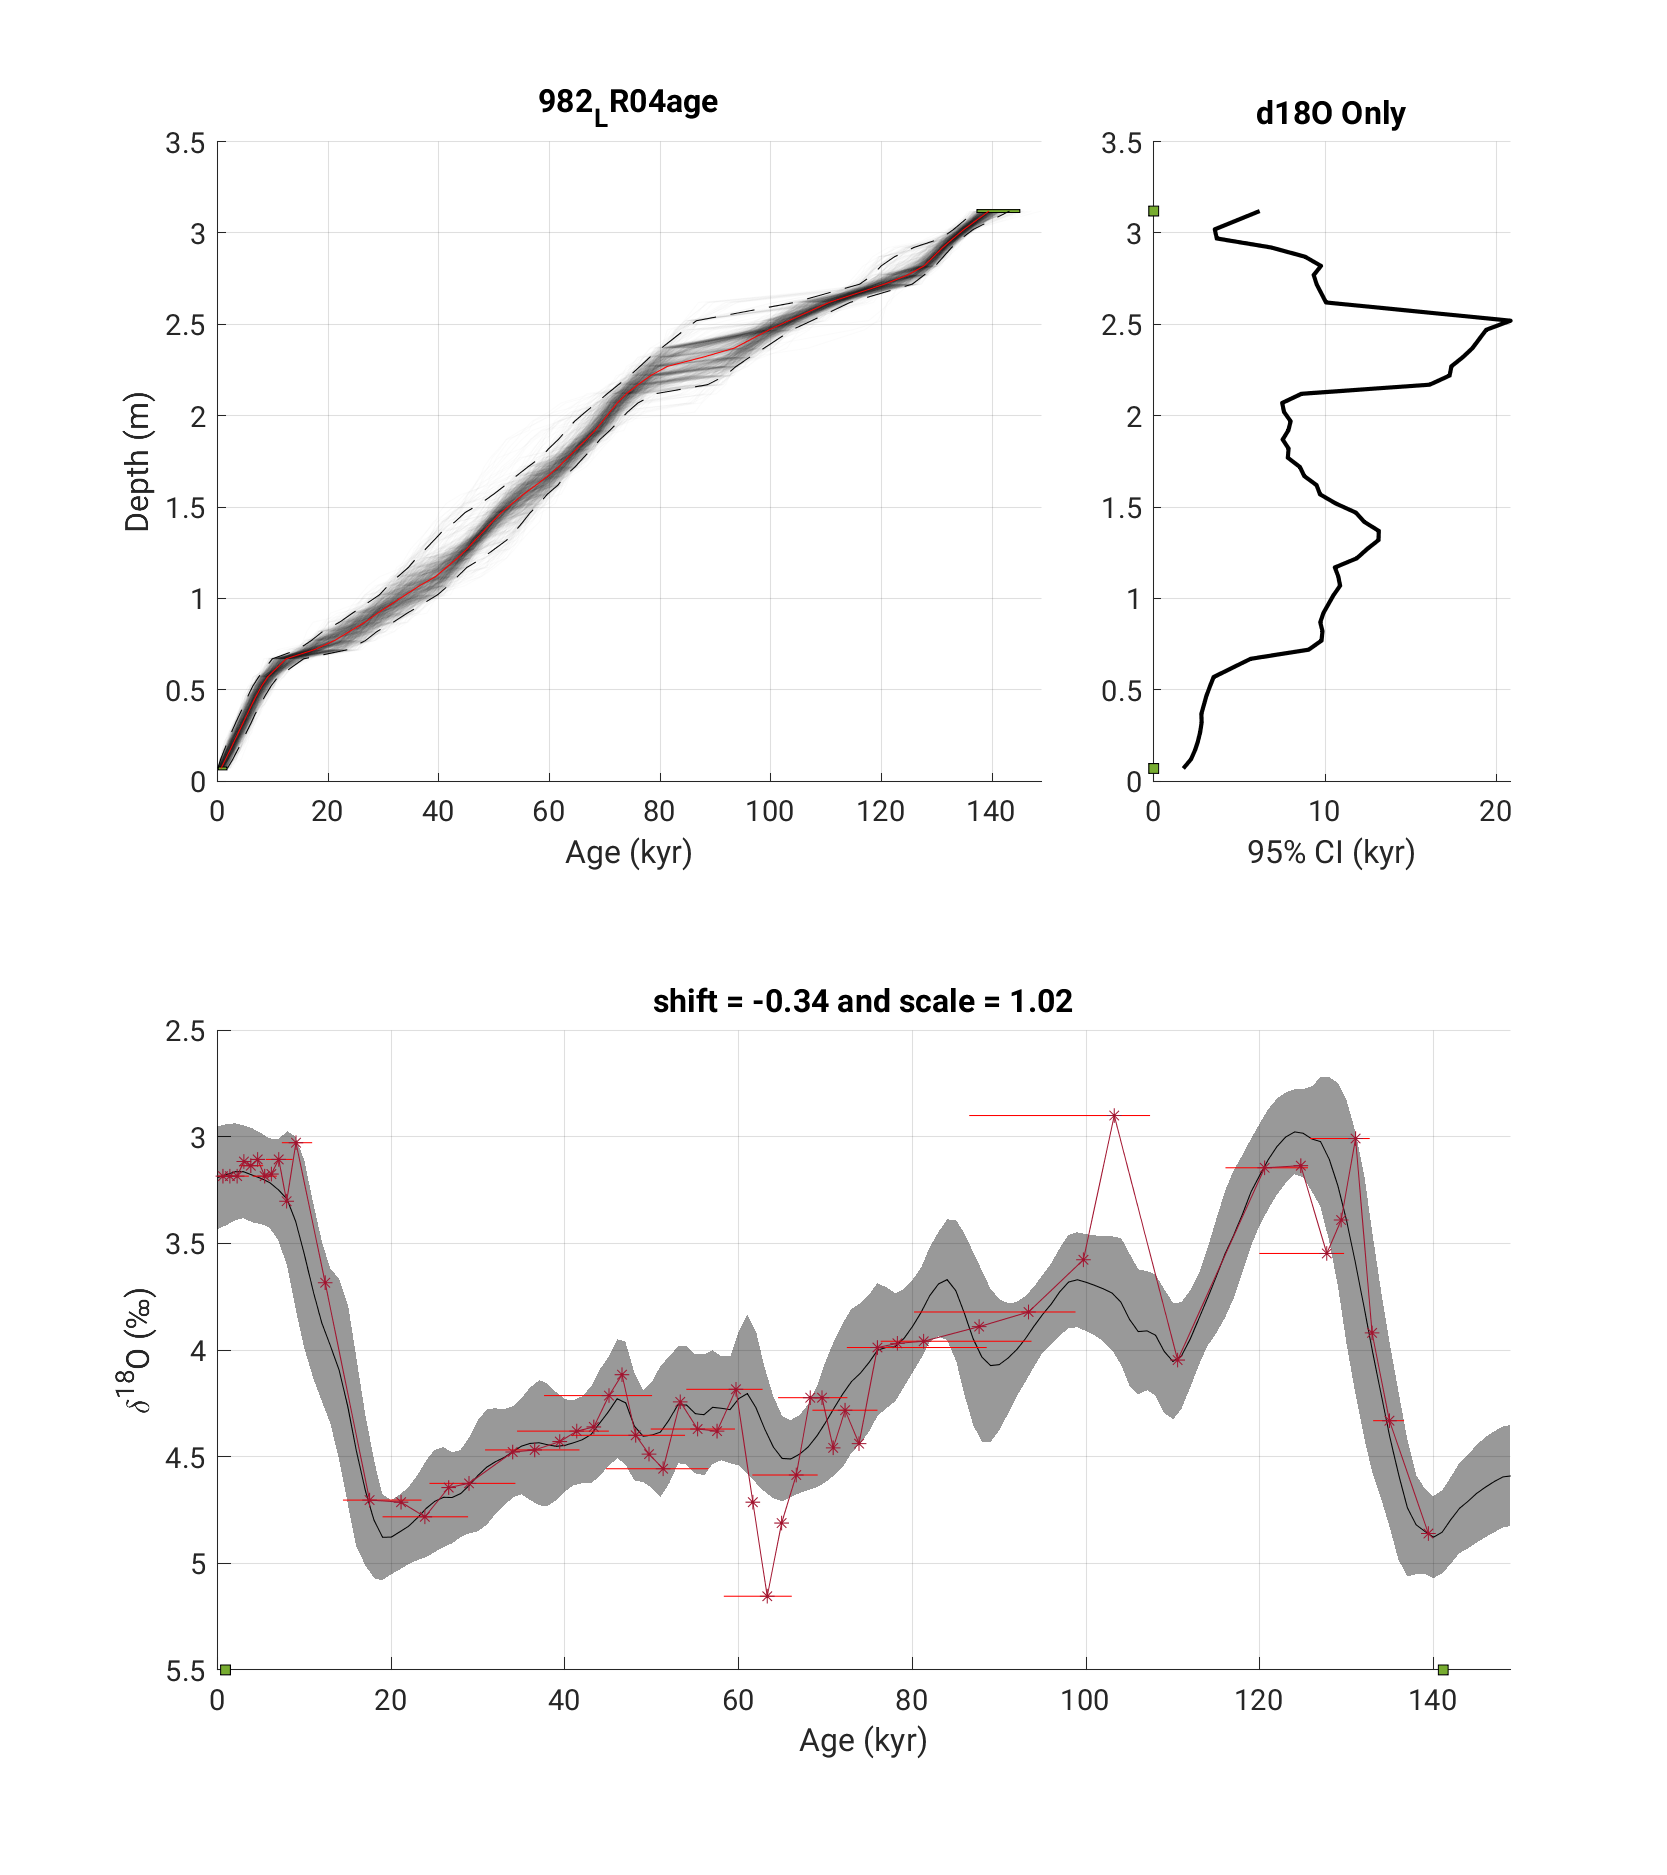 982_LR04age
3.5
3
2.5
2
1.5
1
0.5
0
Depth (m)
0 20 40 60 80 100 120 140
Age (kyr)
d18O Only
3.5
3
2.5
2
1.5
1
0.5
0
0 10 20
95% CI (kyr)
shift = -0.34 and scale = 1.02
2.5
3
3.5
4
4.5
5
5.5
δ18O (‰)
0 20 40 60 80 100 120 140
Age (kyr)